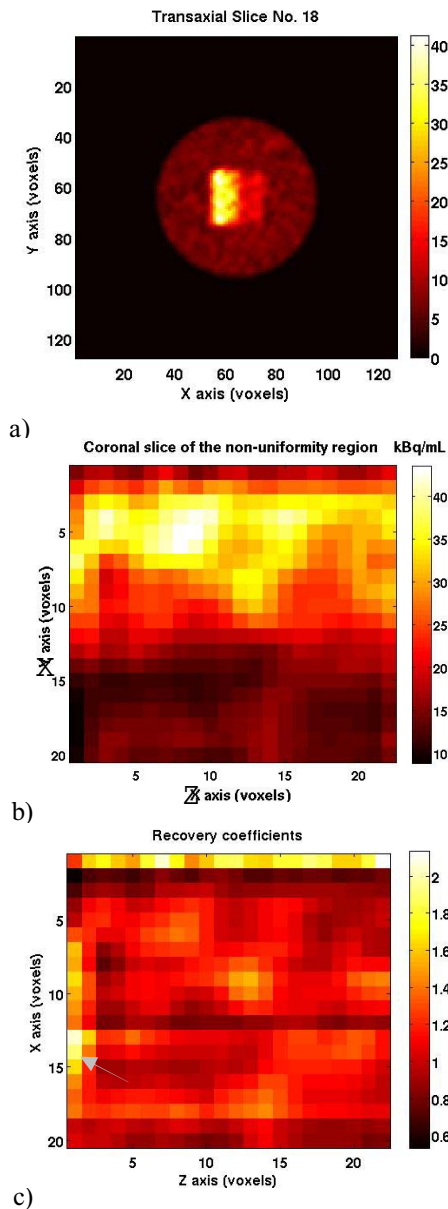 Transaxial Slice No. 18
20
40
60
80
100
120
Y axis (voxels)
20 40 60 80 100 120
X axis (voxels)
40
35
30
25
20
15
10
5
0
a)
Coronal slice of the non-uniformity region kBq/mL
5
10
15
20
X axis (voxels)
5 10 15 20
Z axis (voxels)
40
35
30
25
20
15
10
b)
Recovery coefficients
5
10
15
20
X axis (voxels)
5 10 15 20
Z axis (voxels)
2
1.8
1.6
1.4
1.2
1
0.8
0.6
c)